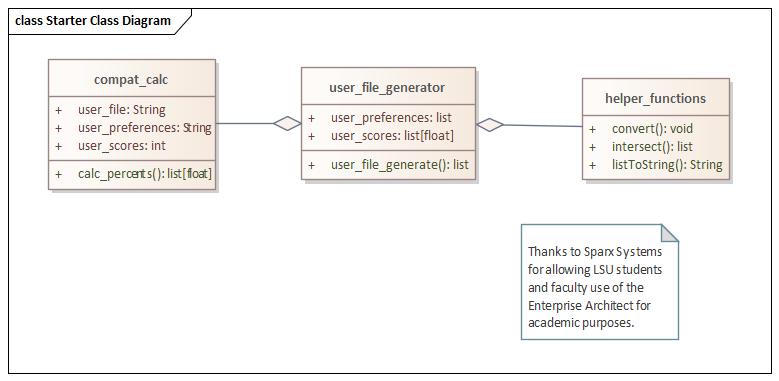 class Starter Class Diagram
compat_calc
+ user_file: String
+ user_preferences: String
+ user_scores: int
+ calc_percents(): list[float]
user_file_generator
+ user_preferences: list
+ user_scores: list[float]
+ user_file_generate(): list
helper_functions
+ convert(): void
+ intersect(): list
+ listToString(): String
Thanks to Sparx Systems
for allowing LSU students
and faculty use of the
Enterprise Architect for
academic purposes.